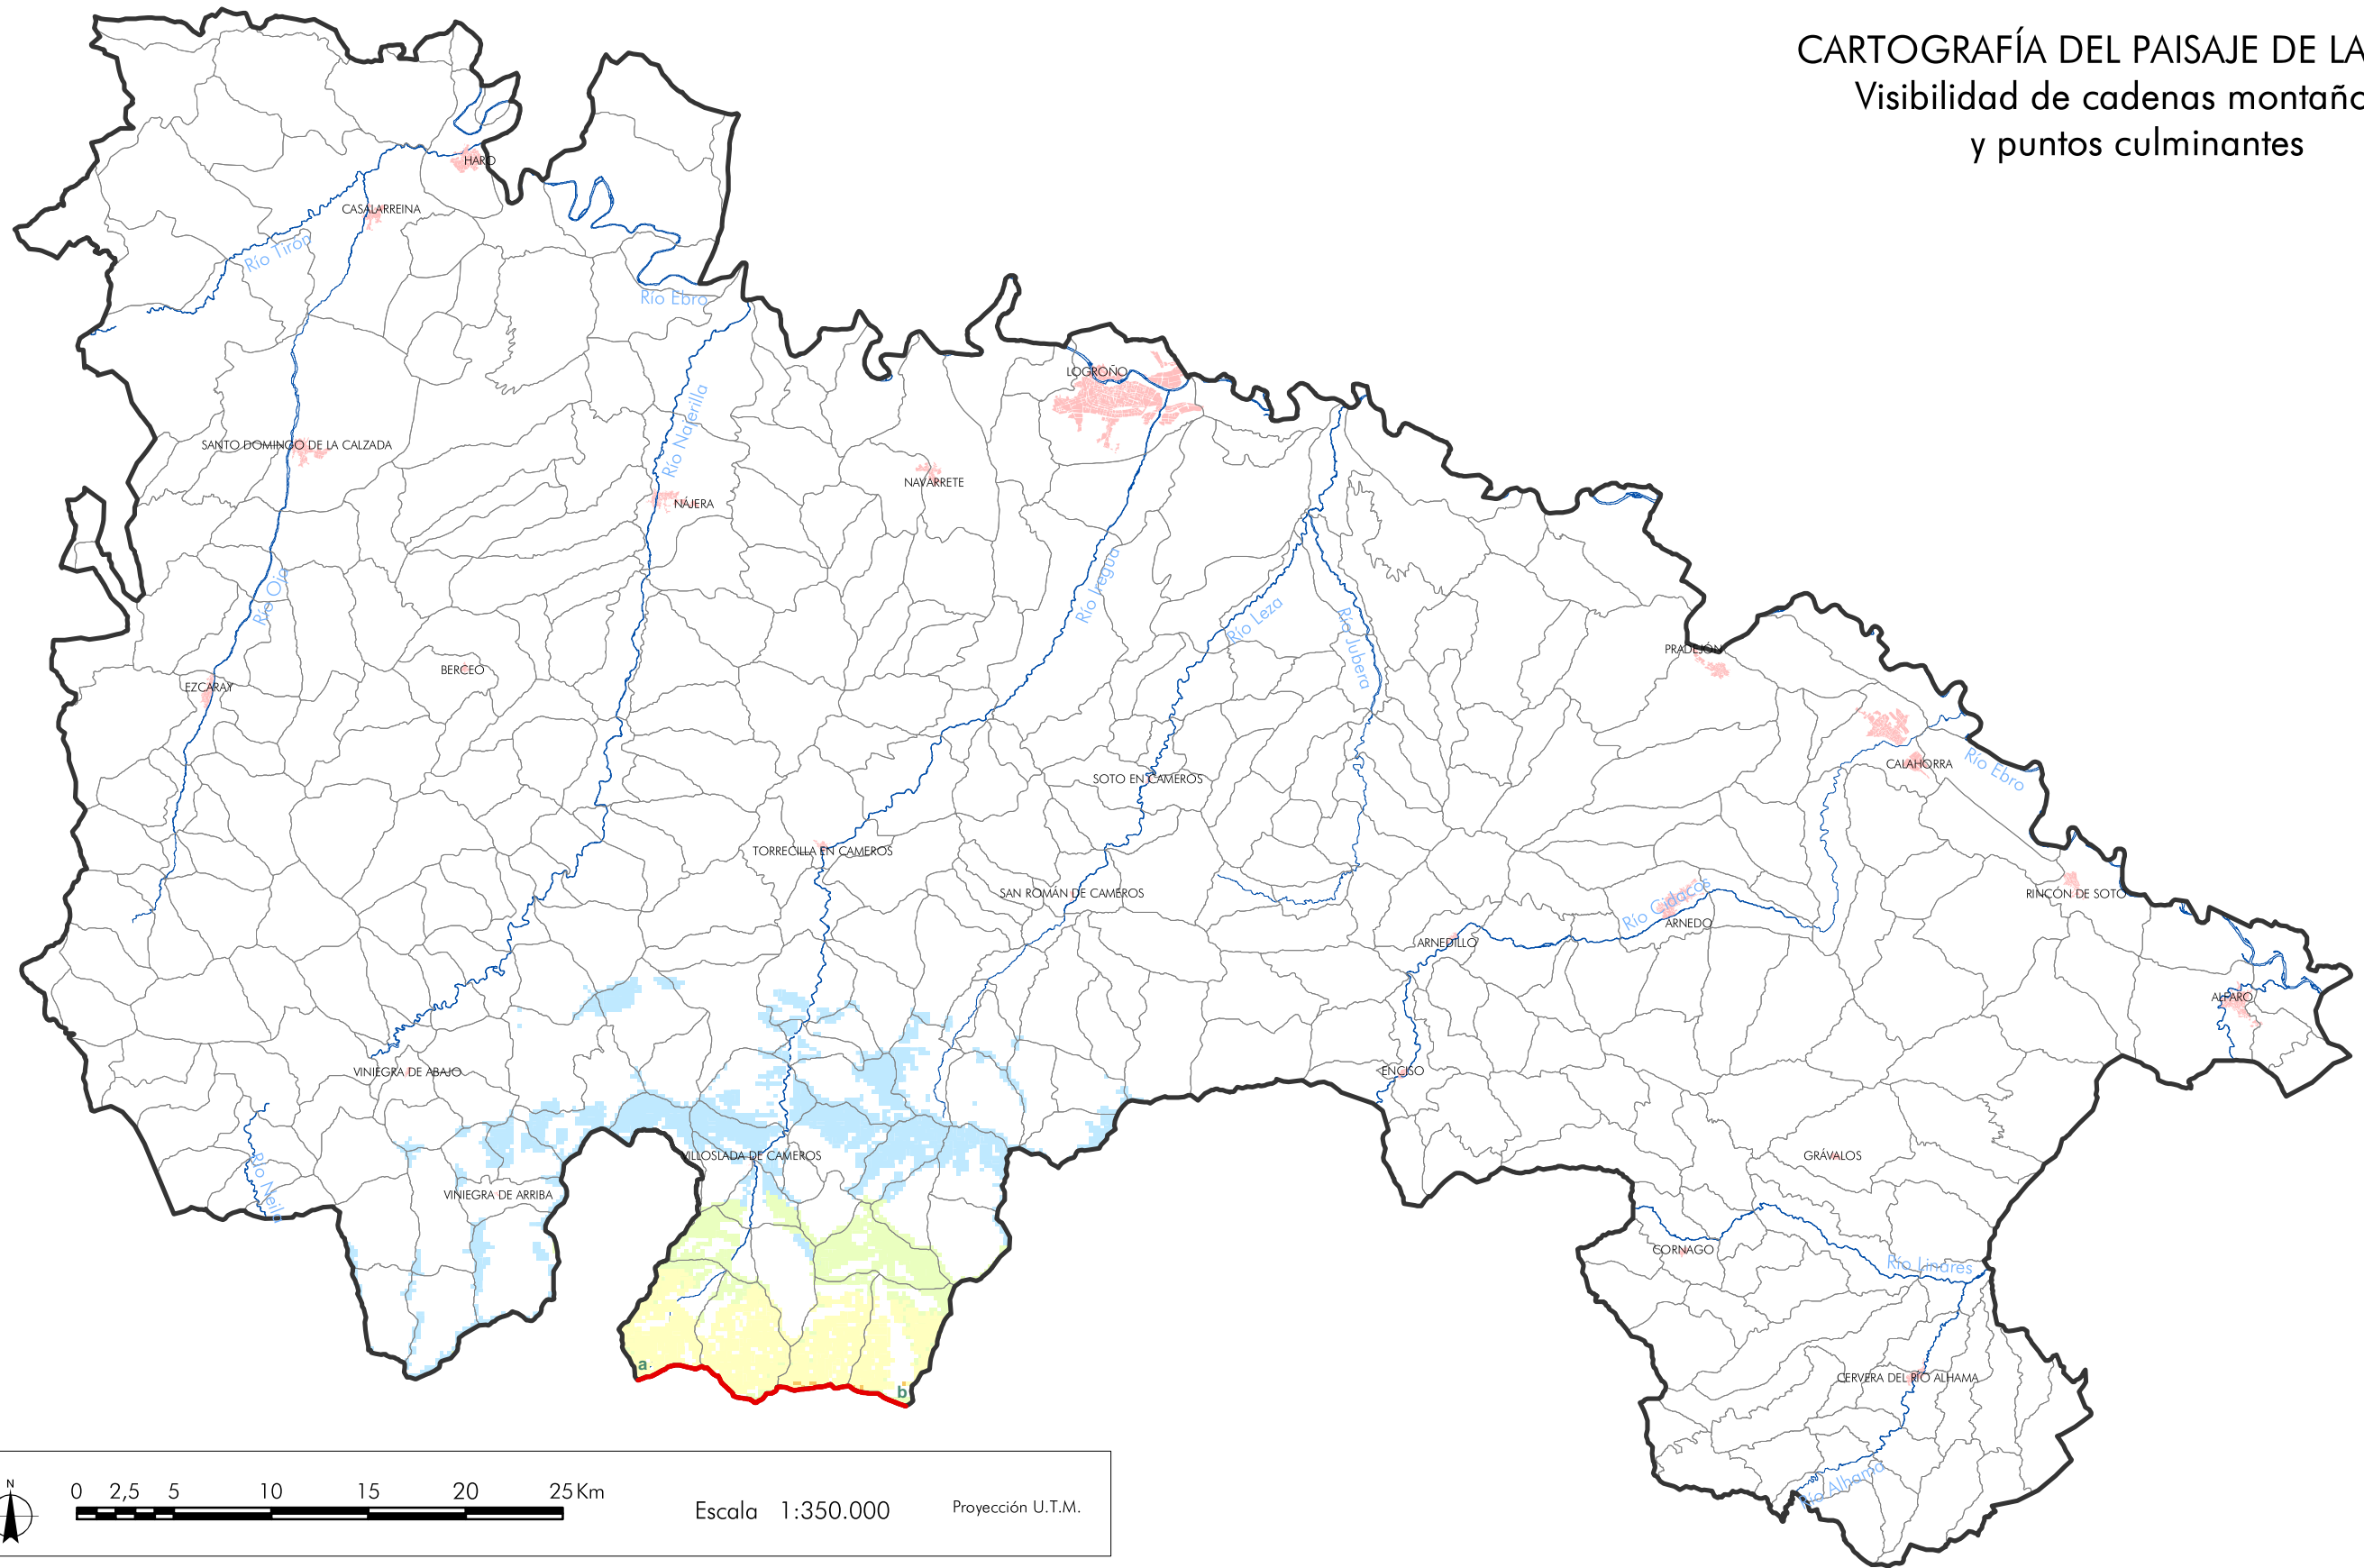 CARTOGRAFÍA DEL PAISAJE DE LA
Visibilidad de cadenas montaño
y puntos culminantes
HARO
CASALARREINA
Río Tirón
Río Ebro
LOGROÑO
SANTO DOMINGO DE LA CALZADA
Río Najerilla
NAVARRETE
NÁJERA
Río Oja
Río Iregua
Río Leza
Río Jubera
PRADEJÓN
BERCEO
EZCARAY
CALAHORRA
Río Ebro
SOTO EN CAMEROS
TORRECILLA EN CAMEROS
SAN ROMÁN DE CAMEROS
RINCÓN DE SOTO
Río Cidacos
ARNEDO
ARNEDILLO
ALFARO
VINIEGRA DE ABAJO
ENCISO
VILLOSLADA DE CAMEROS
GRÁVALOS
Río Neila
VINIEGRA DE ARRIBA
CORNAGO
Río Linares
a
b
CERVERA DEL RÍO ALHAMA
Río Alhama
N
0 2,5 5 10 15 20 25 Km
Escala 1:350.000
Proyección U.T.M.